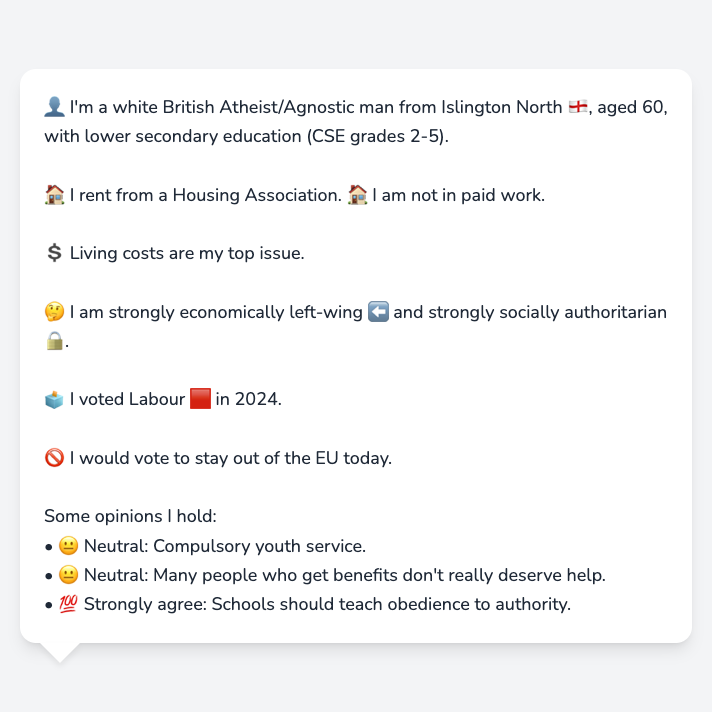 👤 I'm a white British Atheist/Agnostic man from Islington North 🏴󠁧󠁢󠁥󠁮󠁧󠁿, aged 60,
with lower secondary education (CSE grades 2-5).
🏠 I rent from a Housing Association. 🏠 I am not in paid work.
💲 Living costs are my top issue.
🤔 I am strongly economically left-wing ⬅️ and strongly socially authoritarian
🔒.
🗳️ I voted Labour 🟥 in 2024.
🚫 I would vote to stay out of the EU today.
Some opinions I hold:
• 😐 Neutral: Compulsory youth service.
• 😐 Neutral: Many people who get benefits don't really deserve help.
• 💯 Strongly agree: Schools should teach obedience to authority.